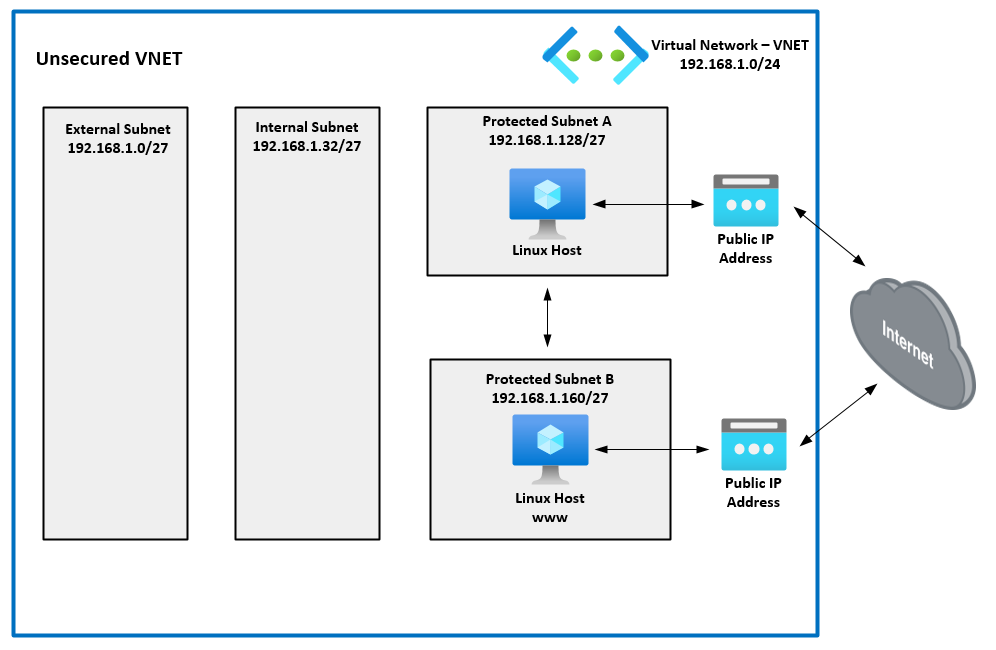 Unsecured VNET
Virtual Network – VNET
192.168.1.0/24
External Subnet
192.168.1.0/27
Internal Subnet
192.168.1.32/27
Protected Subnet A
192.168.1.128/27
Linux Host
Public IP
Address
Internet
Protected Subnet B
192.168.1.160/27
Linux Host
www
Public IP
Address